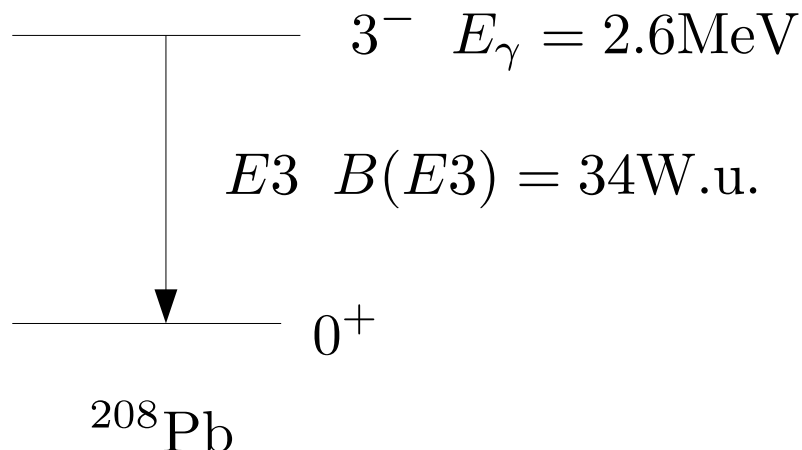 3⁻ E_γ = 2.6MeV
E3 B(E3) = 34W.u.
0⁺
²⁰⁸Pb